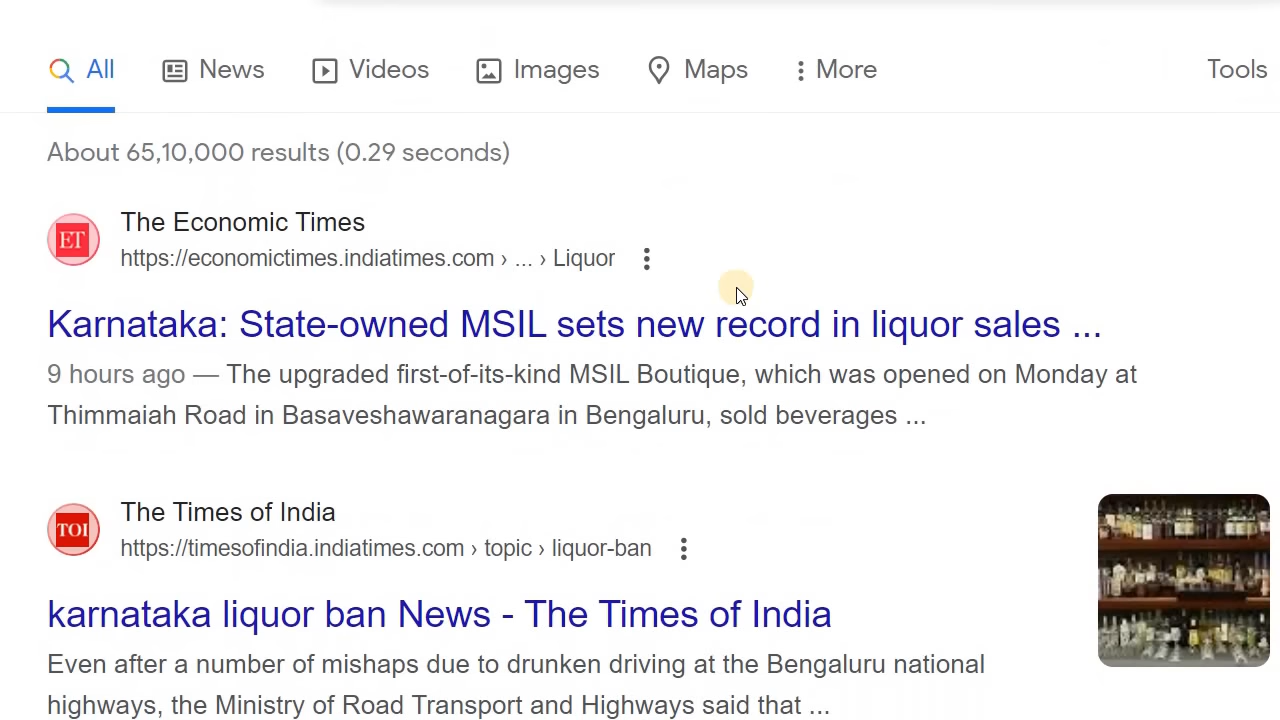 All News Videos Images Maps More Tools
About 65,10,000 results (0.29 seconds)
ET The Economic Times
https://economictimes.indiatimes.com › ... › Liquor
Karnataka: State-owned MSIL sets new record in liquor sales ...
9 hours ago — The upgraded first-of-its-kind MSIL Boutique, which was opened on Monday at
Thimmaiah Road in Basaveshawaranagara in Bengaluru, sold beverages ...
TOI The Times of India
https://timesofindia.indiatimes.com › topic › liquor-ban
karnataka liquor ban News - The Times of India
Even after a number of mishaps due to drunken driving at the Bengaluru national
highways, the Ministry of Road Transport and Highways said that ...